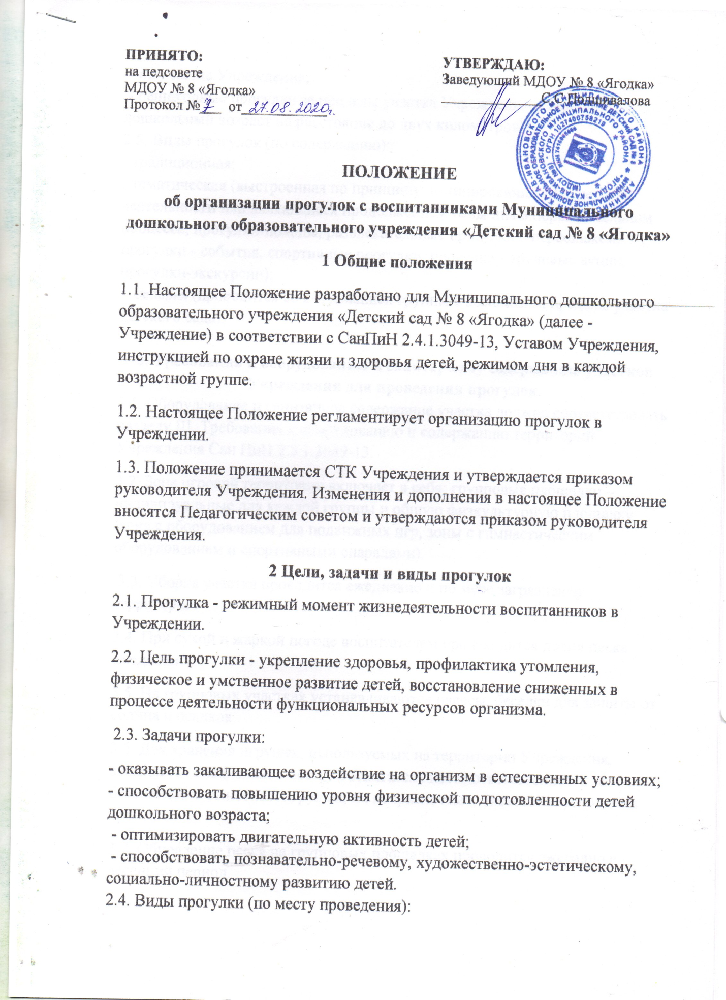 ПРИНЯТО:
на педсовете
МДОУ № 8 «Ягодка»
Протокол № 7 от 27.08.2020г.
УТВЕРЖДАЮ:
Заведующий МДОУ № 8 «Ягодка»
С.С.Подшивалова
ПОЛОЖЕНИЕ
об организации прогулок с воспитанниками Муниципального
дошкольного образовательного учреждения «Детский сад № 8 «Ягодка»
1 Общие положения
1.1. Настоящее Положение разработано для Муниципального дошкольного
образовательного учреждения «Детский сад № 8 «Ягодка» (далее -
Учреждение) в соответствии с СанПиН 2.4.1.3049-13, Уставом Учреждения,
инструкцией по охране жизни и здоровья детей, режимом дня в каждой
возрастной группе.
1.2. Настоящее Положение регламентирует организацию прогулок в
Учреждении.
1.3. Положение принимается СТК Учреждения и утверждается приказом
руководителя Учреждения. Изменения и дополнения в настоящее Положение
вносятся Педагогическим советом и утверждаются приказом руководителя
Учреждения.
2 Цели, задачи и виды прогулок
2.1. Прогулка - режимный момент жизнедеятельности воспитанников в
Учреждении.
2.2. Цель прогулки - укрепление здоровья, профилактика утомления,
физическое и умственное развитие детей, восстановление сниженных в
процессе деятельности функциональных ресурсов организма.
2.3. Задачи прогулки:
- оказывать закаливающее воздействие на организм в естественных условиях;
- способствовать повышению уровня физической подготовленности детей
дошкольного возраста;
- оптимизировать двигательную активность детей;
- способствовать познавательно-речевому, художественно-эстетическому,
социально-личностному развитию детей.
2.4. Виды прогулки (по месту проведения):